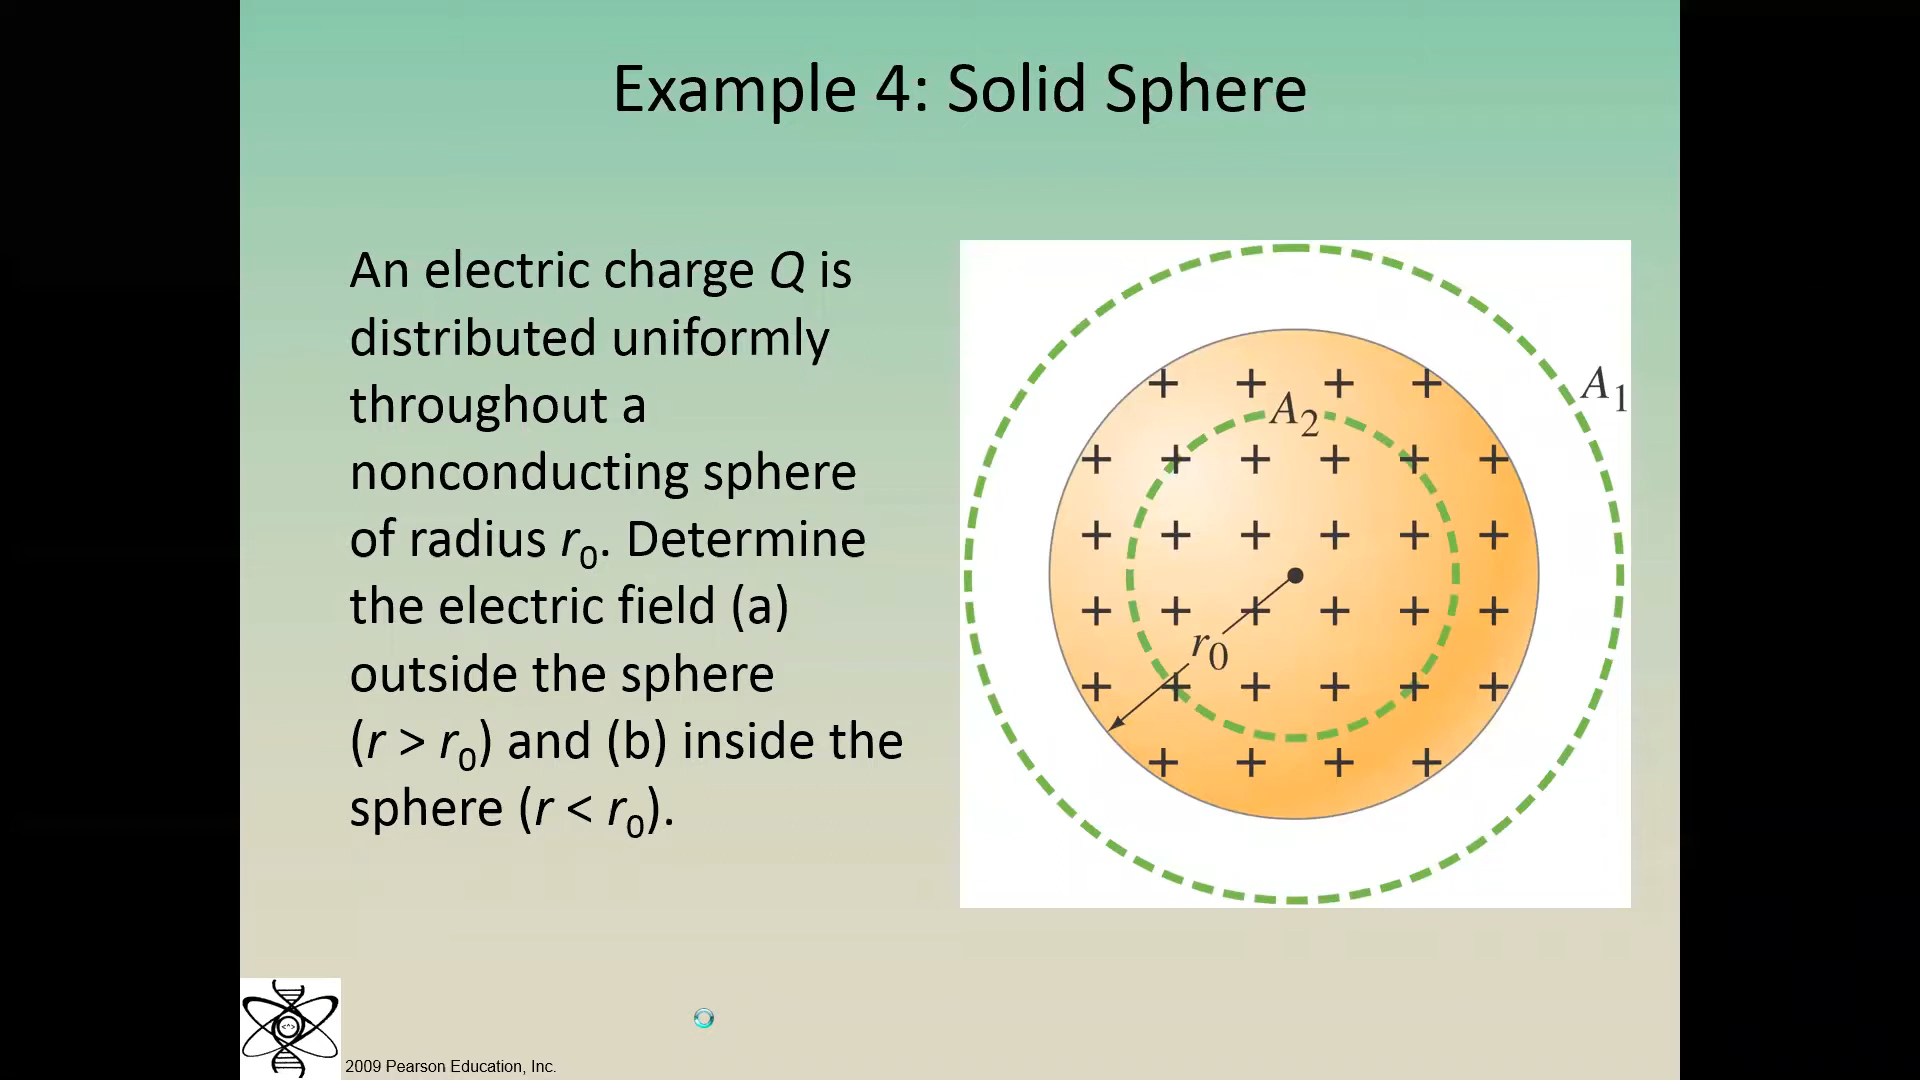 Example 4: Solid Sphere
An electric charge Q is
distributed uniformly
throughout a
nonconducting sphere
of radius r₀. Determine
the electric field (a)
outside the sphere
(r > r₀) and (b) inside the
sphere (r < r₀).
A₁
A₂
r₀
2009 Pearson Education, Inc.